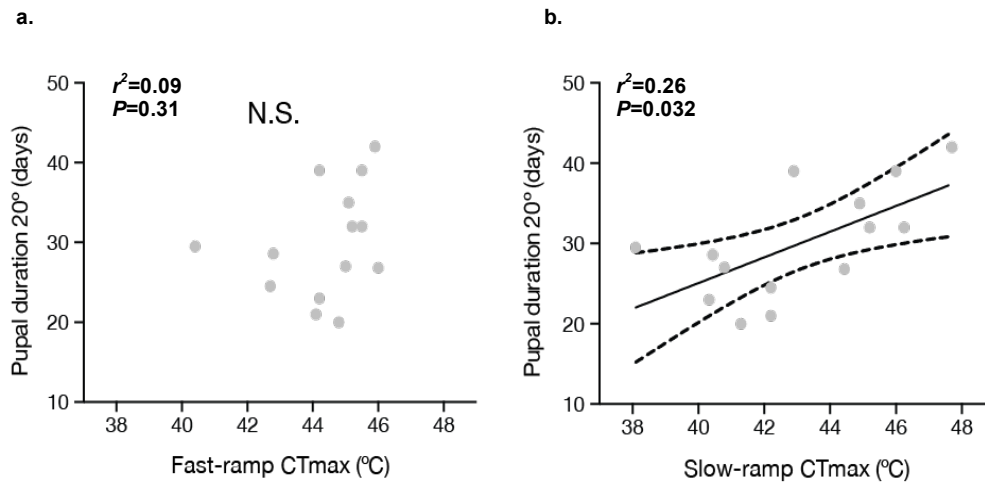 a.
r²=0.09
P=0.31
N.S.
Pupal duration 20º (days)
50
40
30
20
10
38 40 42 44 46 48
Fast-ramp CTmax (ºC)
b.
r²=0.26
P=0.032
Pupal duration 20º (days)
50
40
30
20
10
38 40 42 44 46 48
Slow-ramp CTmax (ºC)